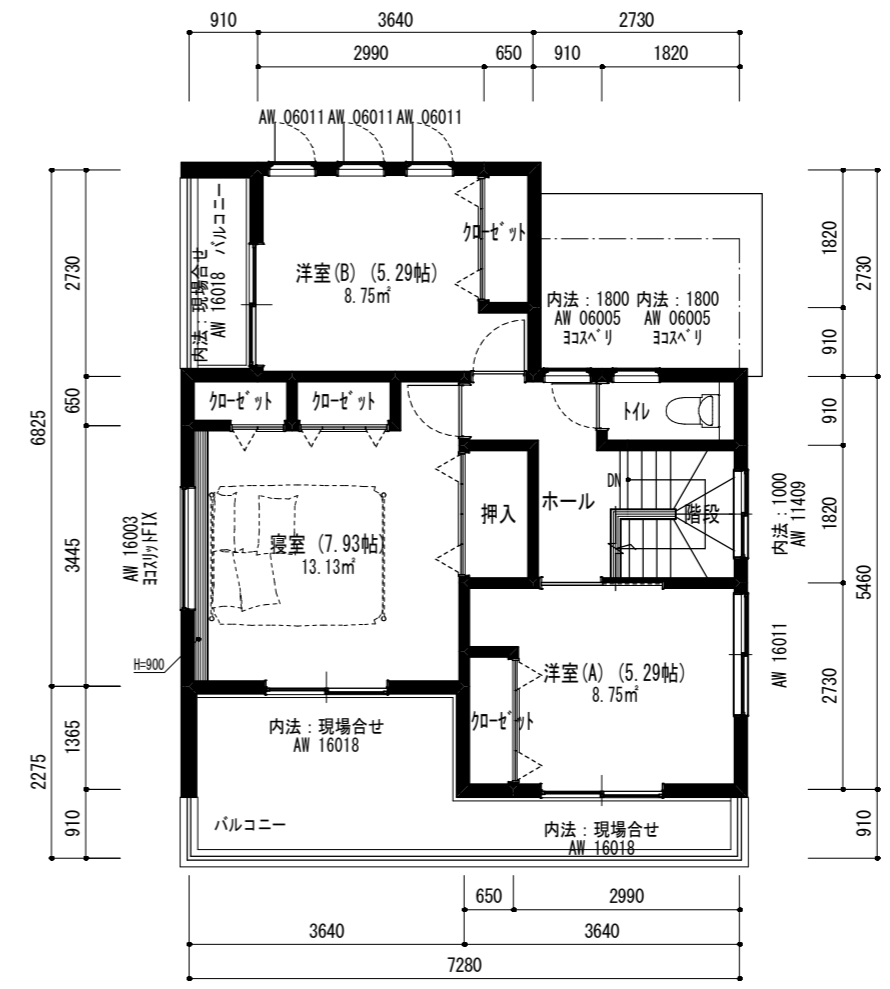 910
3640
2730
2990
650
910
1820
AW 06011
AW 06011
AW 06011
バルコニー
内法：現場合せ
AW 16018
クローゼット
洋室(B) (5.29帖)
8.75㎡
内法：1800
AW 06005
ヨコスベリ
内法：1800
AW 06005
ヨコスベリ
1820
2730
910
2730
6825
650
3445
クローゼット
クローゼット
トイレ
910
DN
ホール
階段
押入
内法：1000
AW 11409
1820
5460
AW 16003
ヨコスリットFIX
寝室 (7.93帖)
13.13㎡
H=900
洋室(A) (5.29帖)
8.75㎡
クローゼット
AW 16011
2730
内法：現場合せ
AW 16018
1365
2275
910
バルコニー
内法：現場合せ
AW 16018
910
650
2990
3640
3640
7280